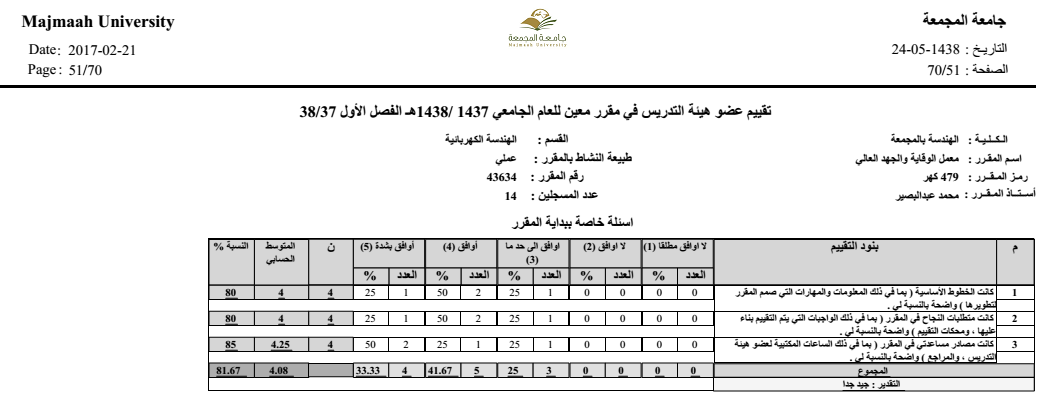 Majmaah University
جامعة المجمعة
جامعة المجمعة
Majmaah University
Date: 2017-02-21
التاريخ : 1438-05-24
Page: 51/70
الصفحة : 70/51
تقييم عضو هيئة التدريس في مقرر معين للعام الجامعي 1437 /1438هـ الفصل الأول 38/37
الكلية : الهندسة بالمجمعة القسم : الهندسة الكهربائية
اسم المقرر : معمل الوقاية والجهد العالي طبيعة النشاط بالمقرر : عملي
رمز المقرر : 479 كهر رقم المقرر : 43634
أستاذ المقرر : محمد عبدالبصير عدد المسجلين : 14
اسئلة خاصة ببداية المقرر
م بنود التقييم لا اوافق مطلقا (1) لا اوافق (2) اوافق الى حد ما (3) أوافق (4) أوافق بشدة (5) ن المتوسط الحسابي النسبة %
العدد % العدد % العدد % العدد % العدد %
1 كانت الخطوط الأساسية ( بما في ذلك المعلومات والمهارات التي صمم المقرر 0 0 0 0 1 25 2 50 1 25 4 4 80
لتطويرها ) واضحة بالنسبة لي .
2 كانت متطلبات النجاح في المقرر ( بما في ذلك الواجبات التي يتم التقييم بناء 0 0 0 0 1 25 2 50 1 25 4 4 80
عليها ، ومحكات التقييم ) واضحة بالنسبة لي .
3 كانت مصادر مساعدتي في المقرر ( بما في ذلك الساعات المكتبية لعضو هيئة 0 0 0 0 1 25 1 25 2 50 4 4.25 85
التدريس ، والمراجع ) واضحة بالنسبة لي .
المجموع 0 0 0 0 3 25 5 41.67 4 33.33 4.08 81.67
التقدير : جيد جدا